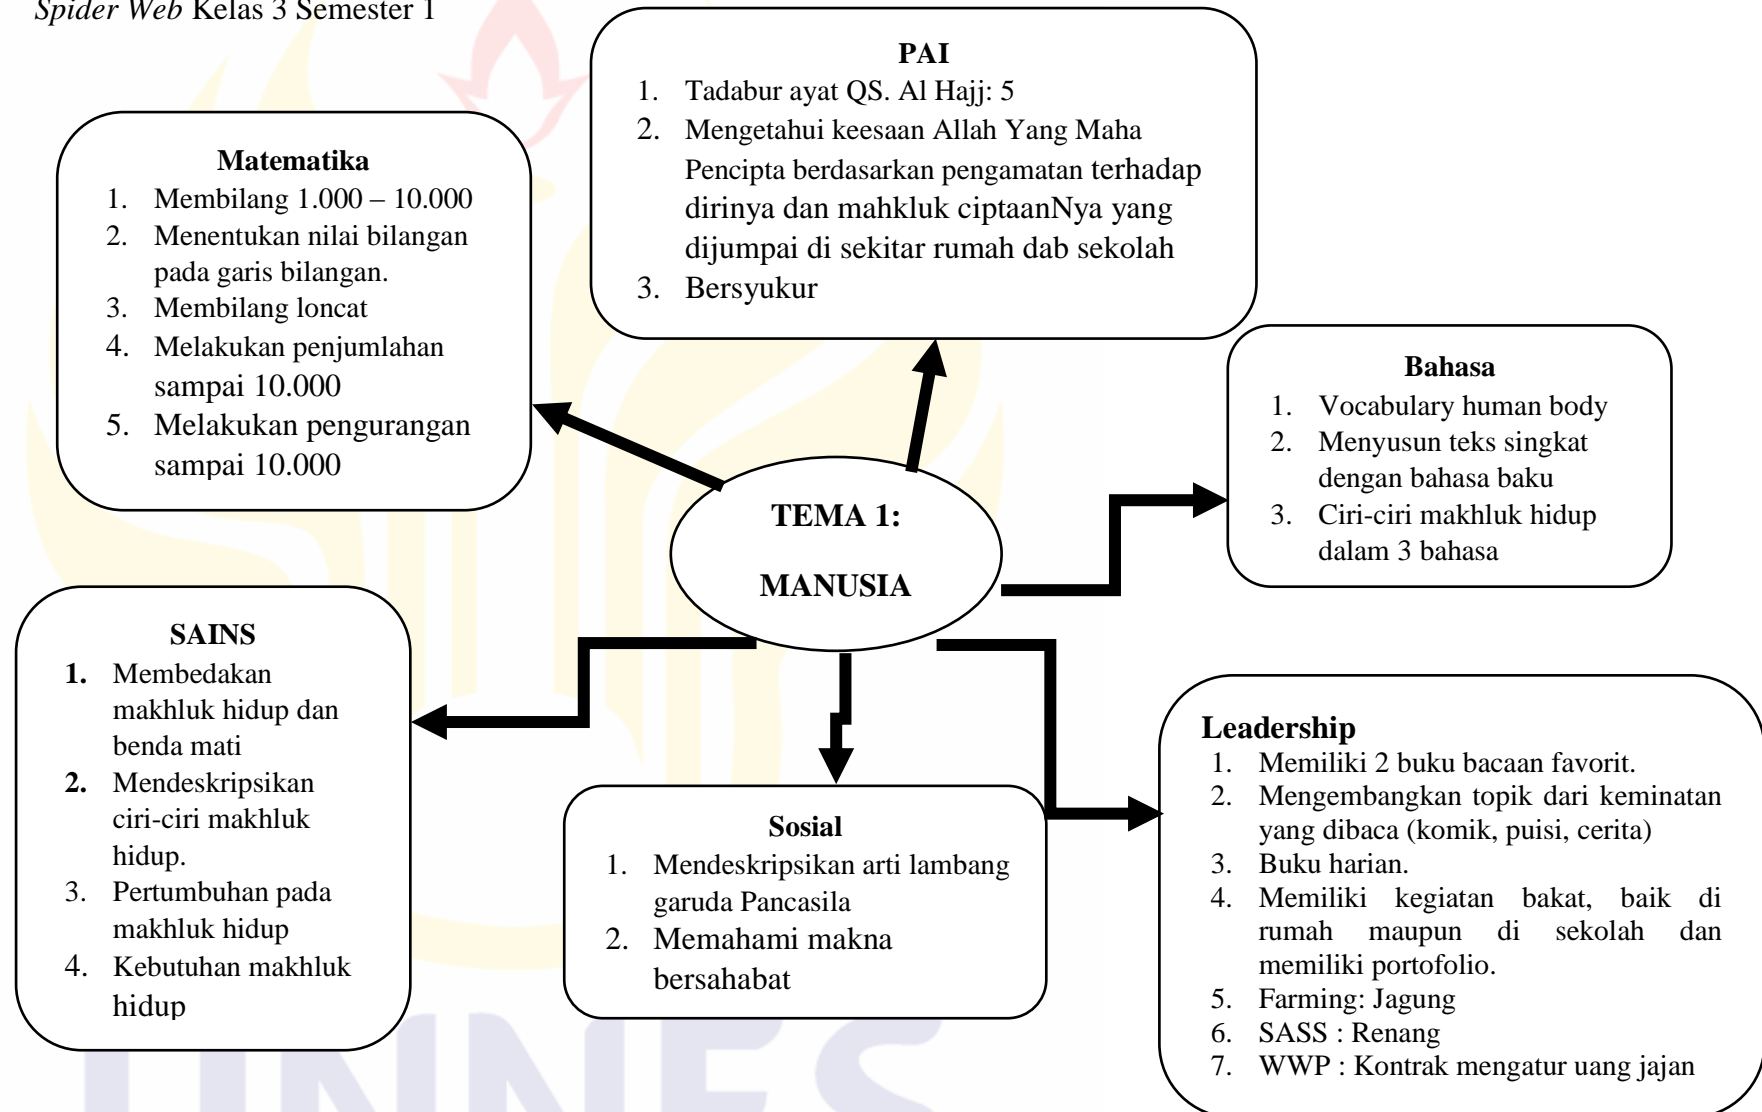 Spider Web Kelas 3 Semester 1
PAI
1. Tadabur ayat QS. Al Hajj: 5
2. Mengetahui keesaan Allah Yang Maha
Pencipta berdasarkan pengamatan terhadap
dirinya dan mahkluk ciptaanNya yang
dijumpai di sekitar rumah dab sekolah
3. Bersyukur
Matematika
1. Membilang 1.000 – 10.000
2. Menentukan nilai bilangan
pada garis bilangan.
3. Membilang loncat
4. Melakukan penjumlahan
sampai 10.000
5. Melakukan pengurangan
sampai 10.000
Bahasa
1. Vocabulary human body
2. Menyusun teks singkat
dengan bahasa baku
3. Ciri-ciri makhluk hidup
dalam 3 bahasa
TEMA 1:
MANUSIA
SAINS
1. Membedakan
makhluk hidup dan
benda mati
2. Mendeskripsikan
ciri-ciri makhluk
hidup.
3. Pertumbuhan pada
makhluk hidup
4. Kebutuhan makhluk
hidup
Sosial
1. Mendeskripsikan arti lambang
garuda Pancasila
2. Memahami makna
bersahabat
Leadership
1. Memiliki 2 buku bacaan favorit.
2. Mengembangkan topik dari keminatan
yang dibaca (komik, puisi, cerita)
3. Buku harian.
4. Memiliki kegiatan bakat, baik di
rumah maupun di sekolah dan
memiliki portofolio.
5. Farming: Jagung
6. SASS : Renang
7. WWP : Kontrak mengatur uang jajan
UNNES